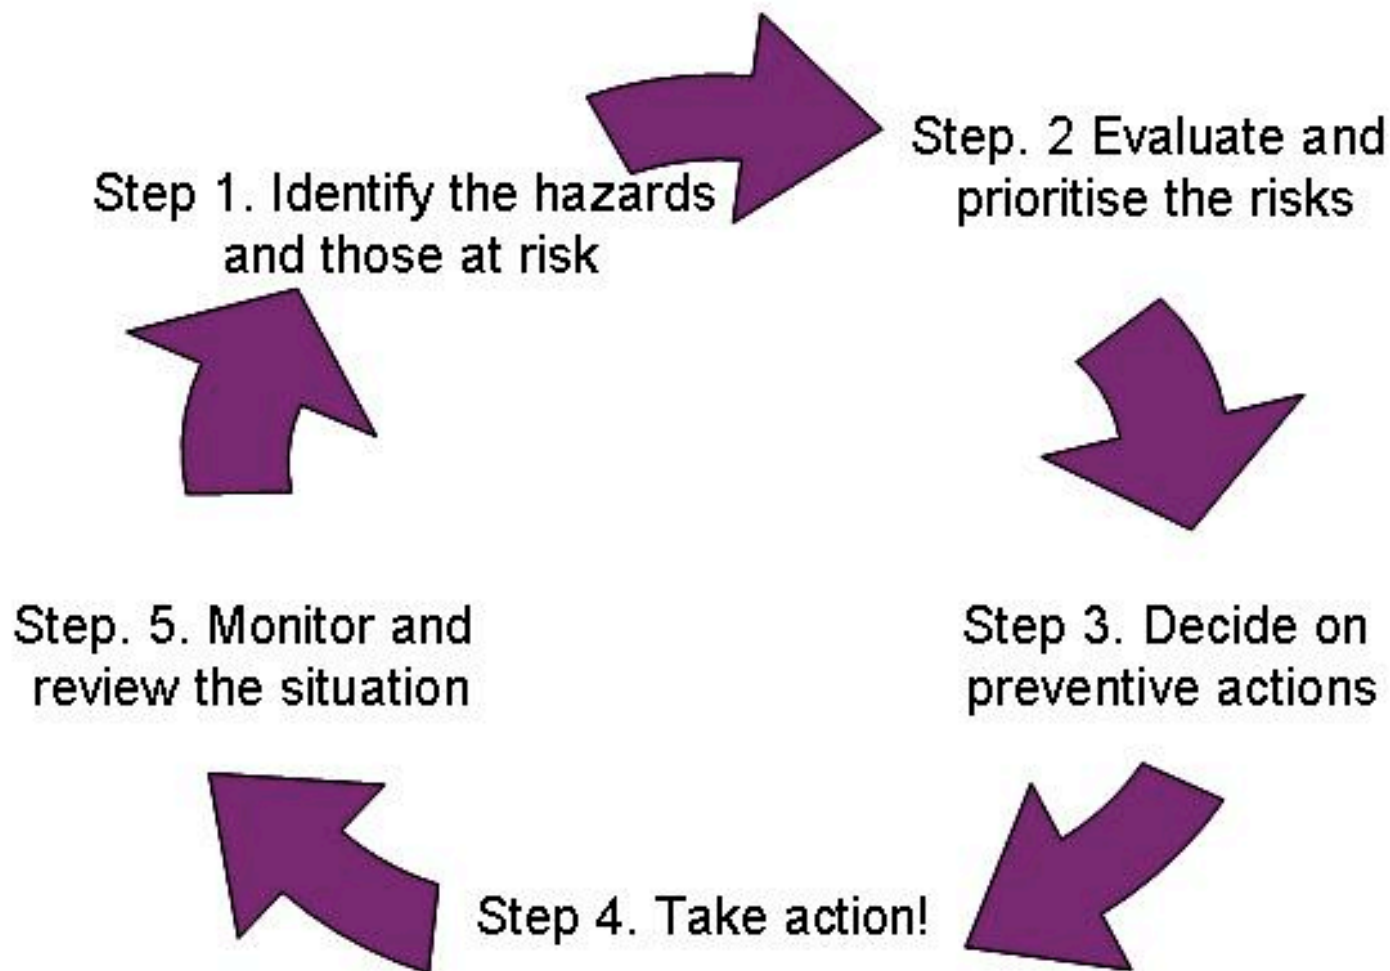 Step 1. Identify the hazards
and those at risk
Step. 2 Evaluate and
prioritise the risks
Step 3. Decide on
preventive actions
Step 4. Take action!
Step. 5. Monitor and
review the situation